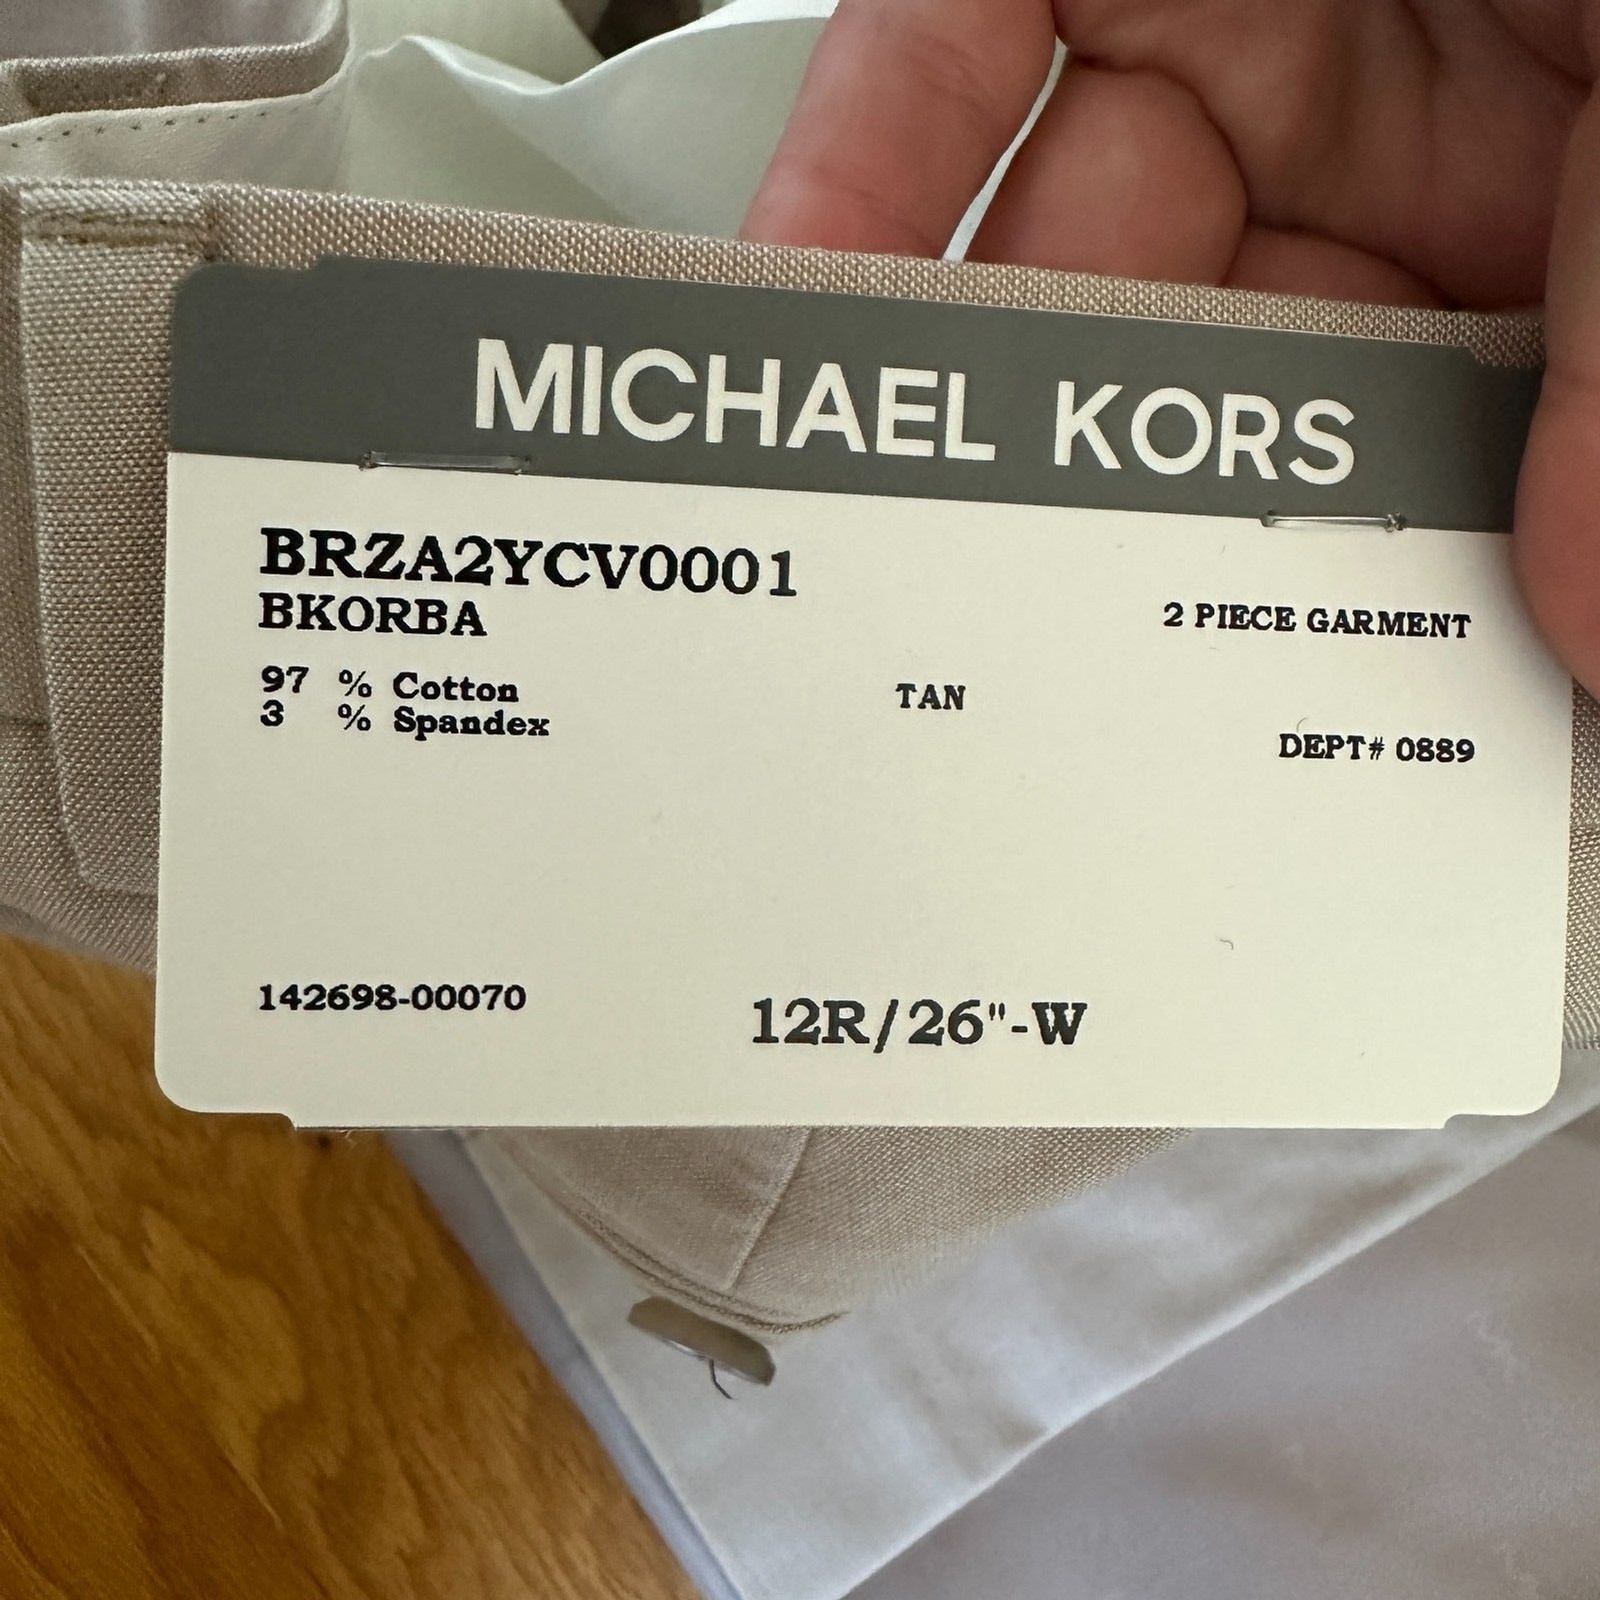 MICHAEL KORS
BRZA2YCV0001
BKORBA
2 PIECE GARMENT
97 % Cotton
TAN
3 % Spandex
DEPT# 0889
142698-00070
12R/26"-W